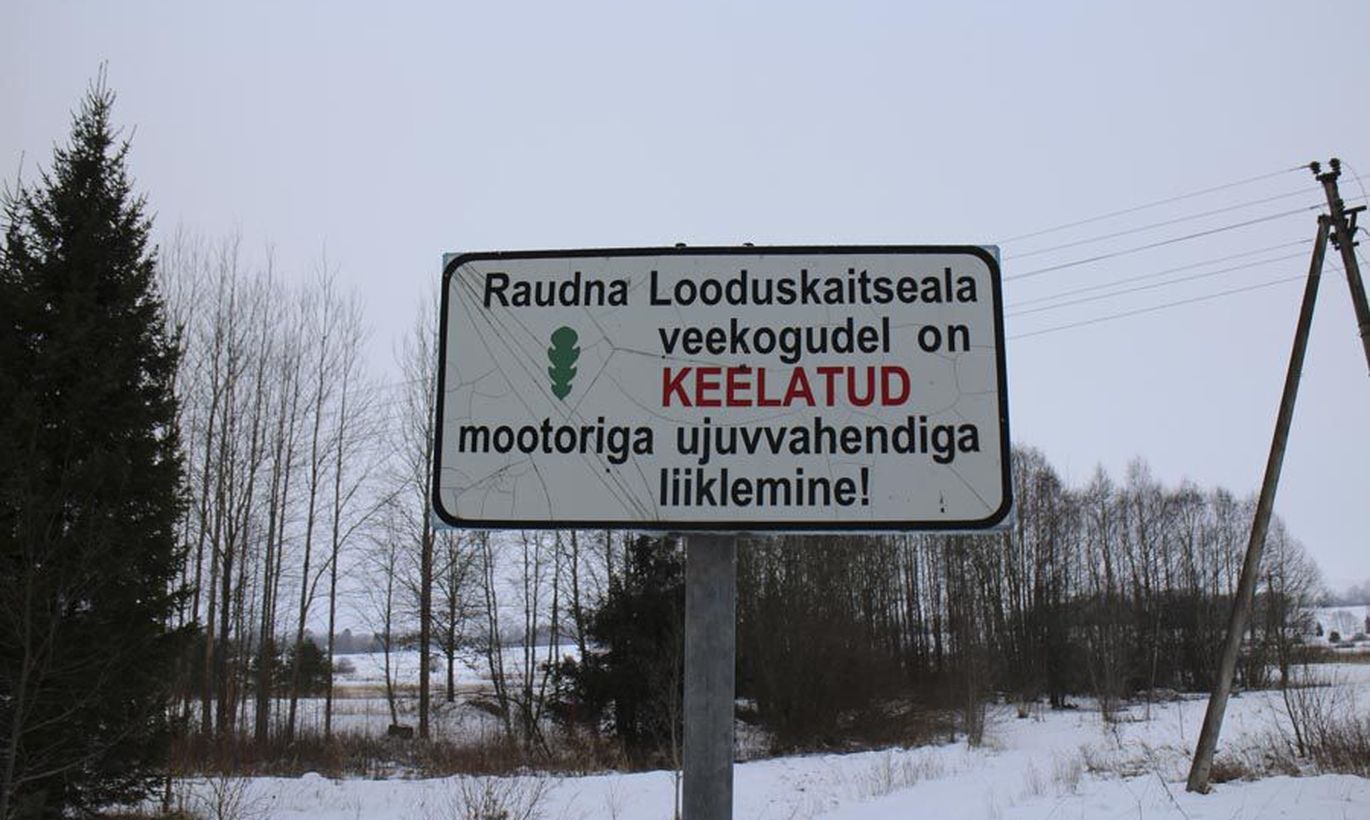 Raudna Looduskaitseala
veekogudel on
KEELATUD
mootoriga ujuvvahendiga
liiklemine!